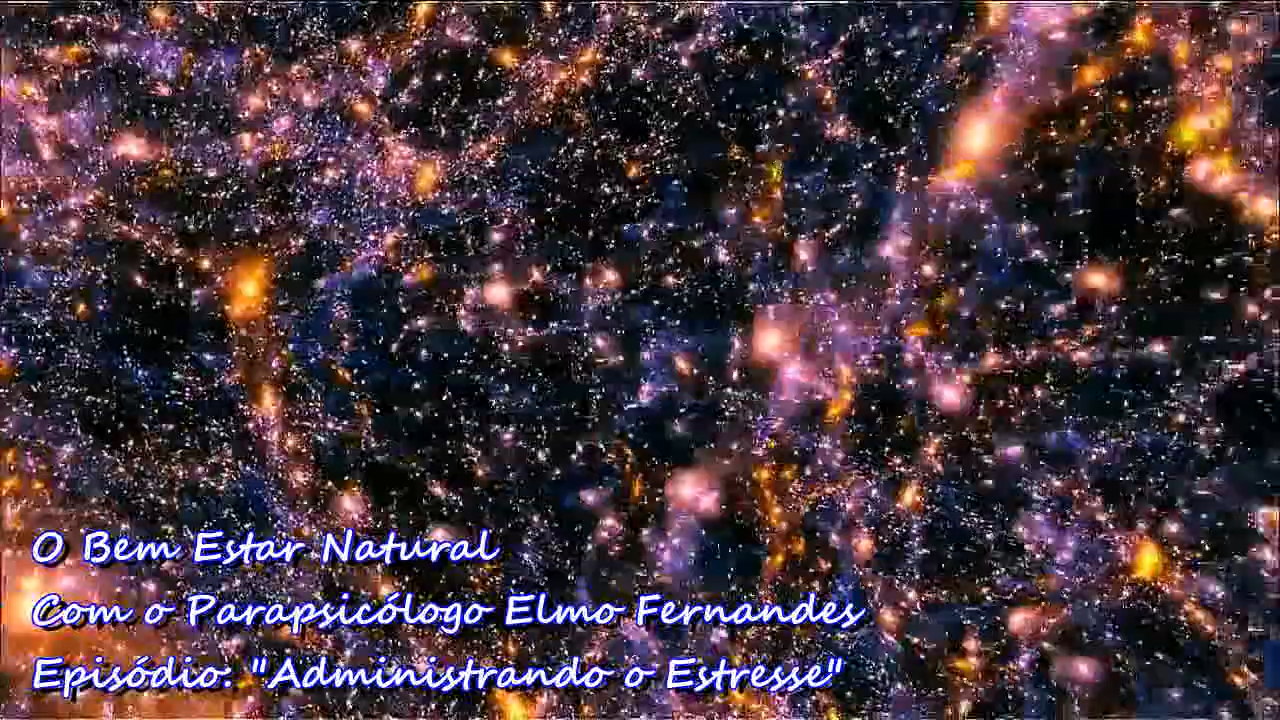 O Bem Estar Natural
Com o Parapsicólogo Elmo Fernandes
Episódio: "Administrando o Estresse"